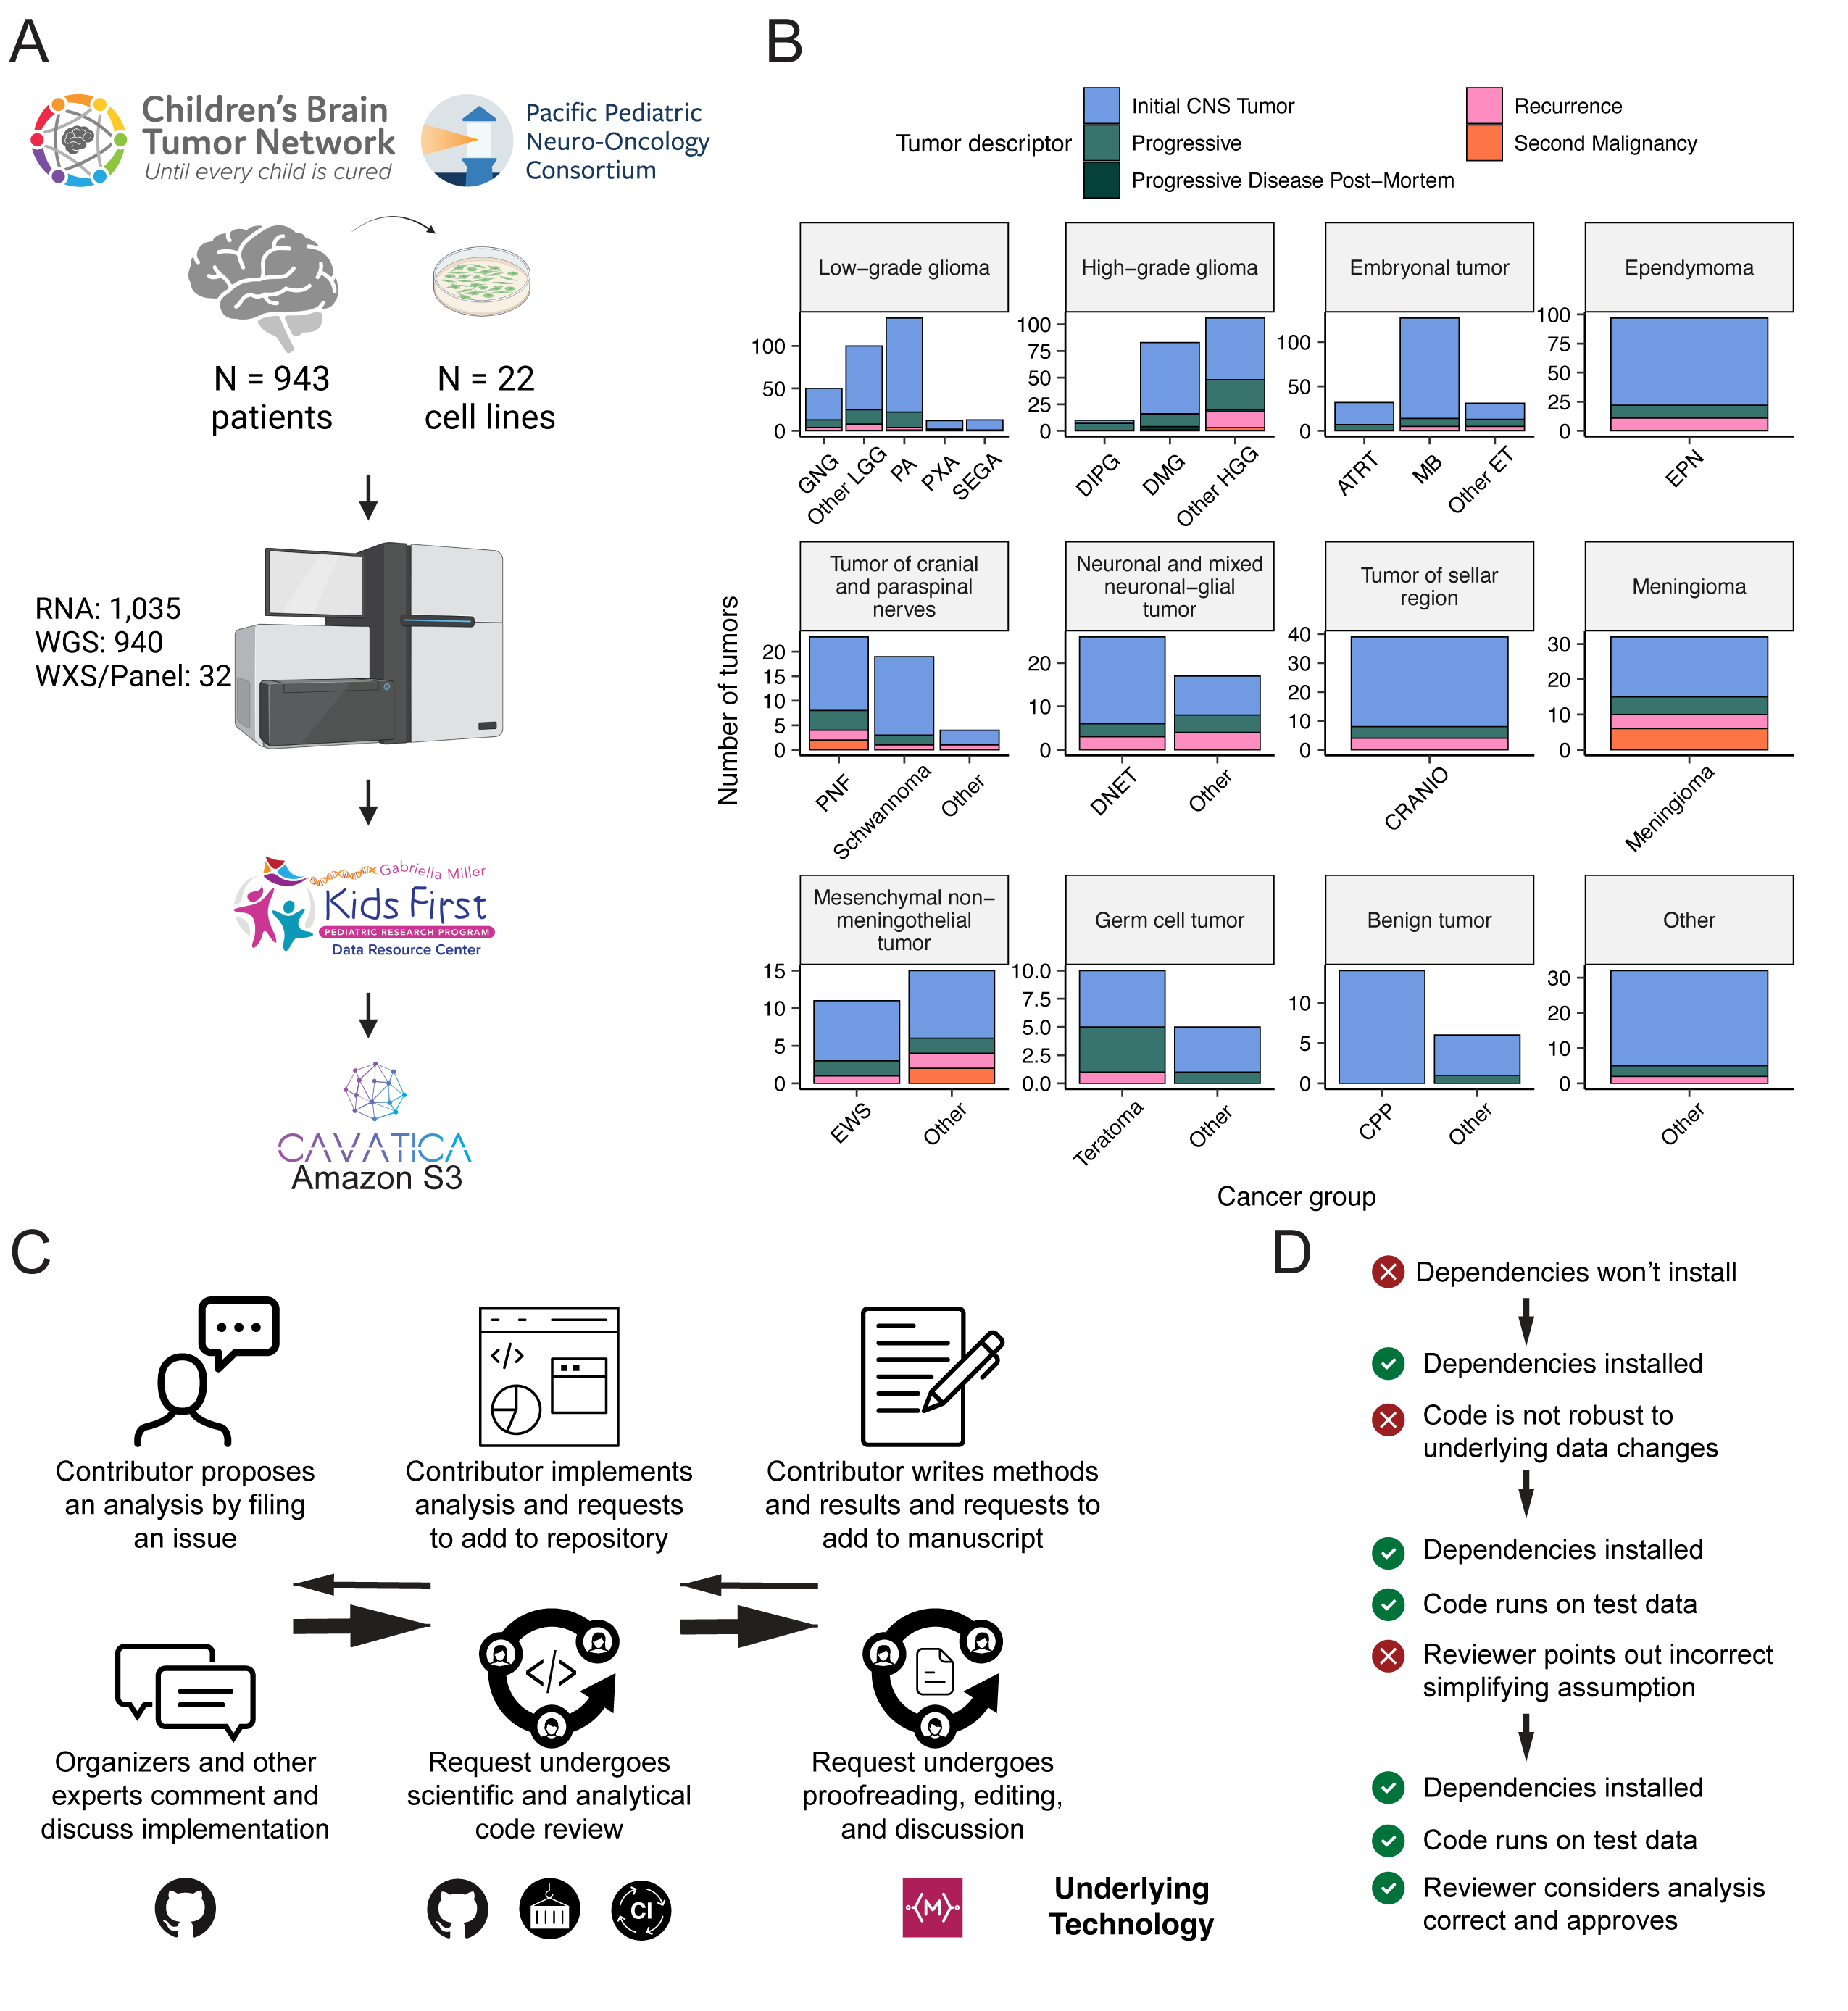 A
Children's Brain
Tumor Network
Until every child is cured
Pacific Pediatric
Neuro-Oncology
Consortium
N = 943
patients
N = 22
cell lines
RNA: 1,035
WGS: 940
WXS/Panel: 32
Gabriella Miller
Kids First
PEDIATRIC RESEARCH PROGRAM
Data Resource Center
CAVATICA
Amazon S3
B
Tumor descriptor
Initial CNS Tumor
Progressive
Progressive Disease Post−Mortem
Recurrence
Second Malignancy
Number of tumors
Low−grade glioma
100
50
0
GNG
Other LGG
PA
PXA
SEGA
High−grade glioma
100
75
50
25
0
DIPG
DMG
Other HGG
Embryonal tumor
100
50
0
ATRT
MB
Other ET
Ependymoma
100
75
50
25
0
EPN
Tumor of cranial
and paraspinal
nerves
20
15
10
5
0
PNF
Schwannoma
Other
Neuronal and mixed
neuronal−glial
tumor
20
10
0
DNET
Other
Tumor of sellar
region
40
30
20
10
0
CRANIO
Meningioma
30
20
10
0
Meningioma
Mesenchymal non−
meningothelial
tumor
15
10
5
0
EWS
Other
Germ cell tumor
10.0
7.5
5.0
2.5
0.0
Teratoma
Other
Benign tumor
10
5
0
CPP
Other
Other
30
20
10
0
Other
Cancer group
C
Contributor proposes
an analysis by filing
an issue
Contributor implements
analysis and requests
to add to repository
Contributor writes methods
and results and requests to
add to manuscript
</>
</>
Organizers and other
experts comment and
discuss implementation
Request undergoes
scientific and analytical
code review
Request undergoes
proofreading, editing,
and discussion
CI
M
Underlying
Technology
D
Dependencies won't install
Dependencies installed
Code is not robust to
underlying data changes
Dependencies installed
Code runs on test data
Reviewer points out incorrect
simplifying assumption
Dependencies installed
Code runs on test data
Reviewer considers analysis
correct and approves